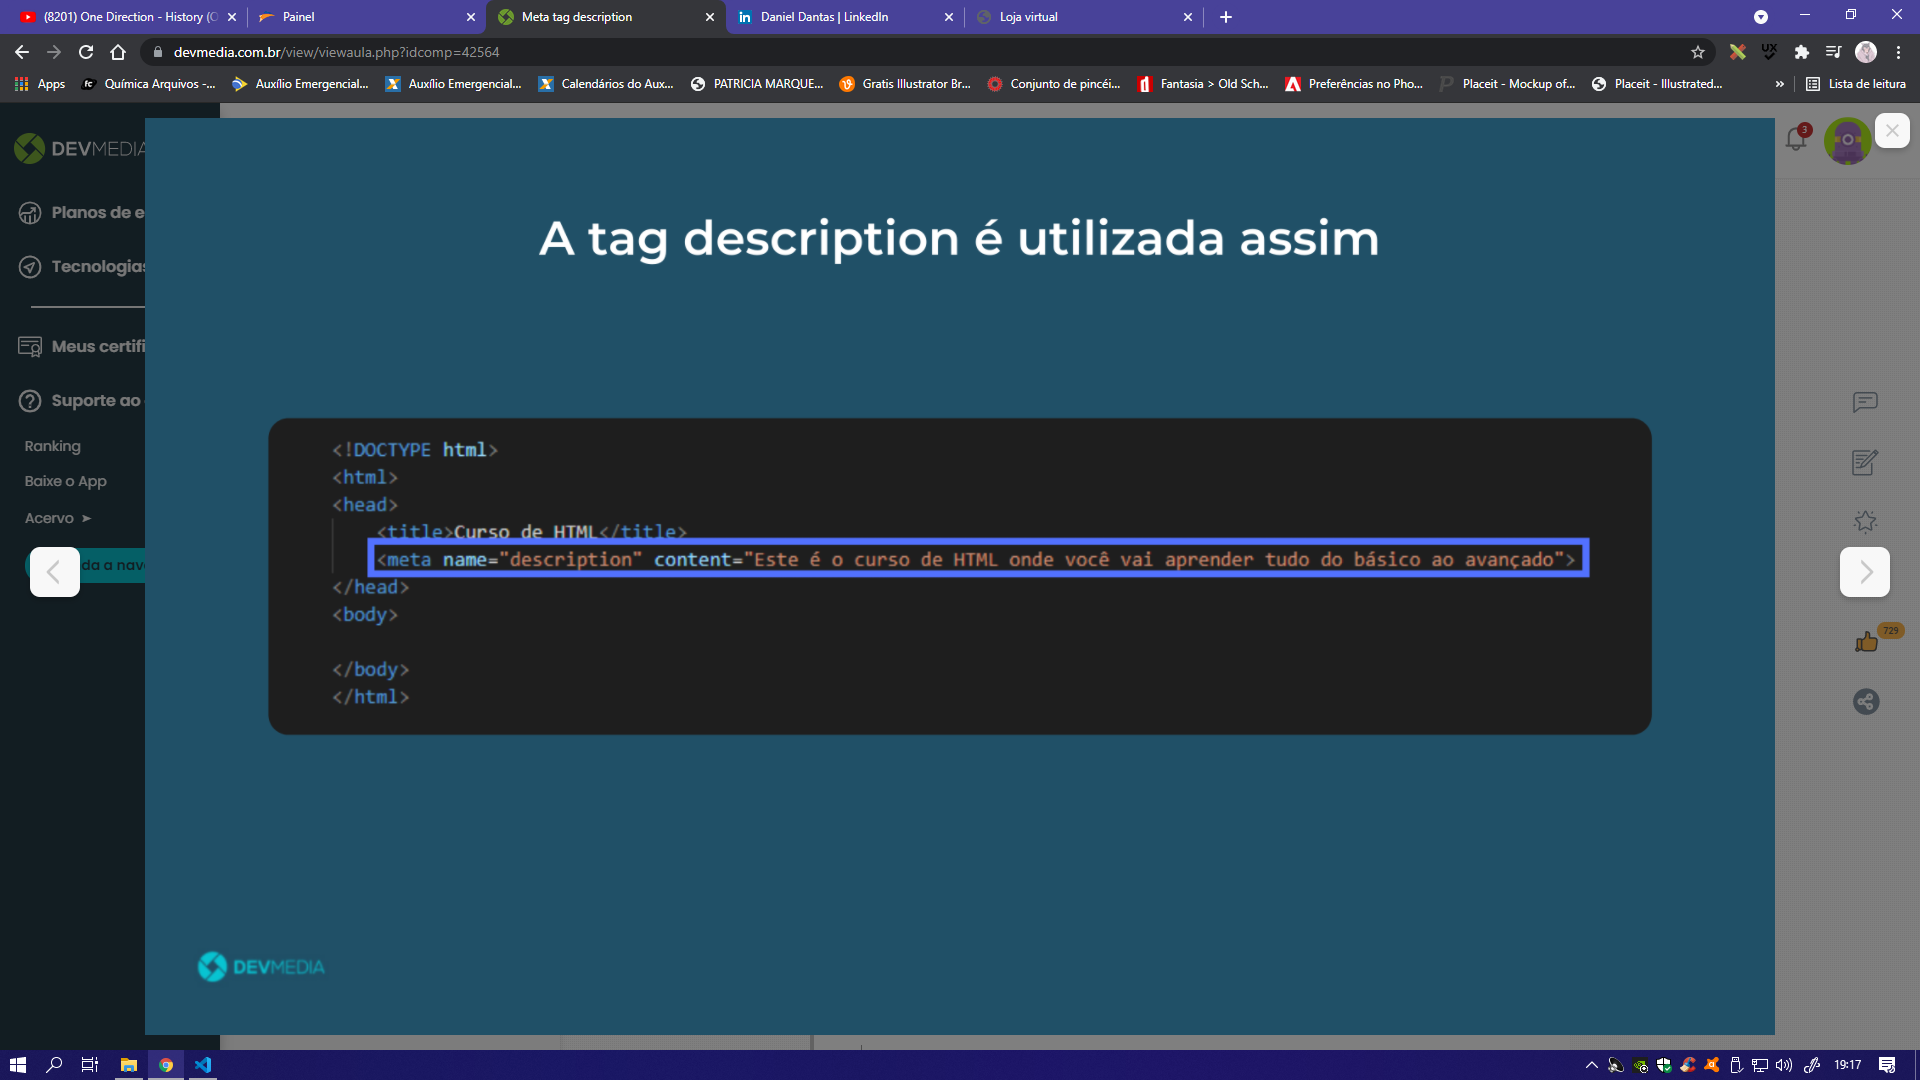 (8201) One Direction - History (O
Painel
Meta tag description
Daniel Dantas | LinkedIn
Loja virtual
devmedia.com.br/view/viewaula.php?idcomp=42564
Apps
Química Arquivos -...
Auxílio Emergencial...
Auxílio Emergencial...
Calendários do Aux...
PATRICIA MARQUE...
Gratis Illustrator Br...
Conjunto de pincéi...
Fantasia > Old Sch...
Preferências no Pho...
Placeit - Mockup of...
Placeit - Illustrated...
»
Lista de leitura
DEVMEDIA
3
Planos de e
Tecnologias
Meus certifi
Suporte ao
Ranking
Baixe o App
Acervo ➤
da a nave
A tag description é utilizada assim
<!DOCTYPE html>
<html>
<head>
<title>Curso de HTML</title>
<meta name="description" content="Este é o curso de HTML onde você vai aprender tudo do básico ao avançado">
</head>
<body>
</body>
</html>
729
DEVMEDIA
19:17